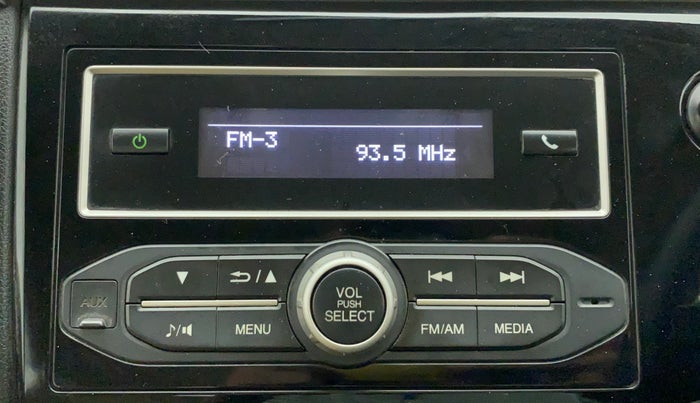 FM-3
93.5 MHz
AUX
MENU
VOL
PUSH
SELECT
FM/AM
MEDIA